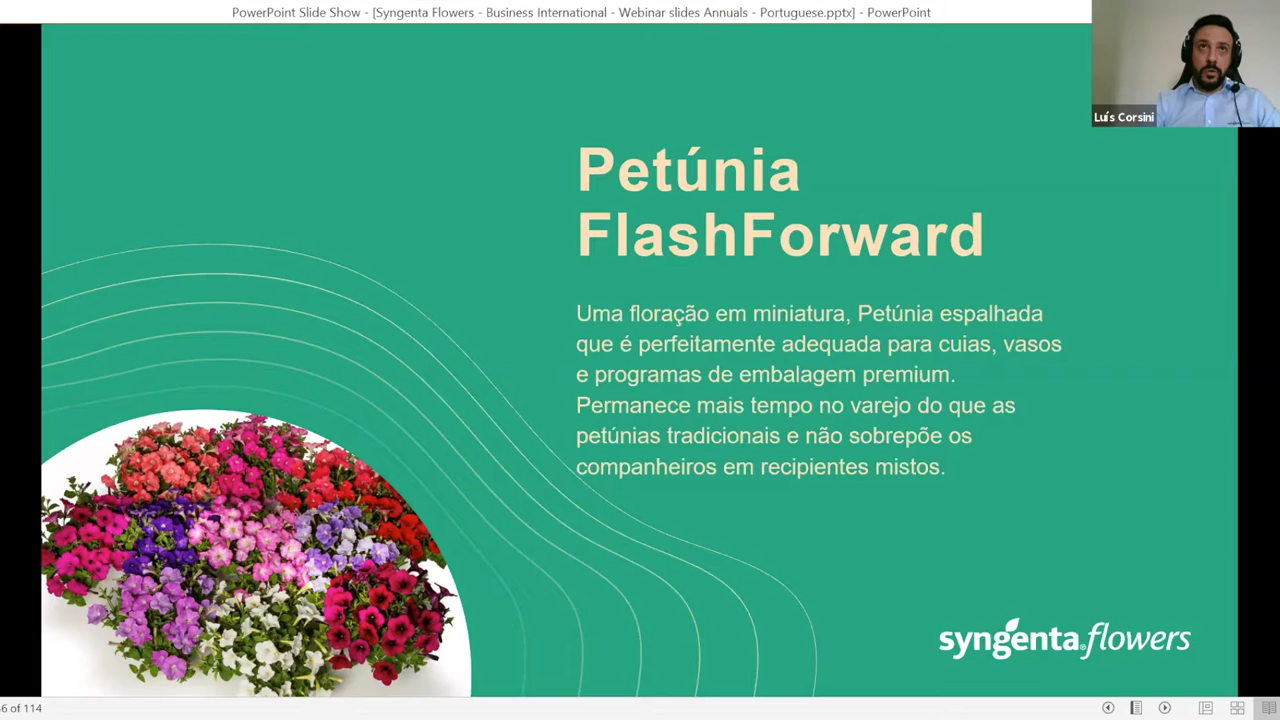 PowerPoint Slide Show - [Syngenta Flowers - Business International - Webinar slides Annuals - Portuguese.pptx] - PowerPoint
Luís Corsini
Petúnia
FlashForward
Uma floração em miniatura, Petúnia espalhada
que é perfeitamente adequada para cuias, vasos
e programas de embalagem premium.
Permanece mais tempo no varejo do que as
petúnias tradicionais e não sobrepõe os
companheiros em recipientes mistos.
syngenta® flowers
6 of 114